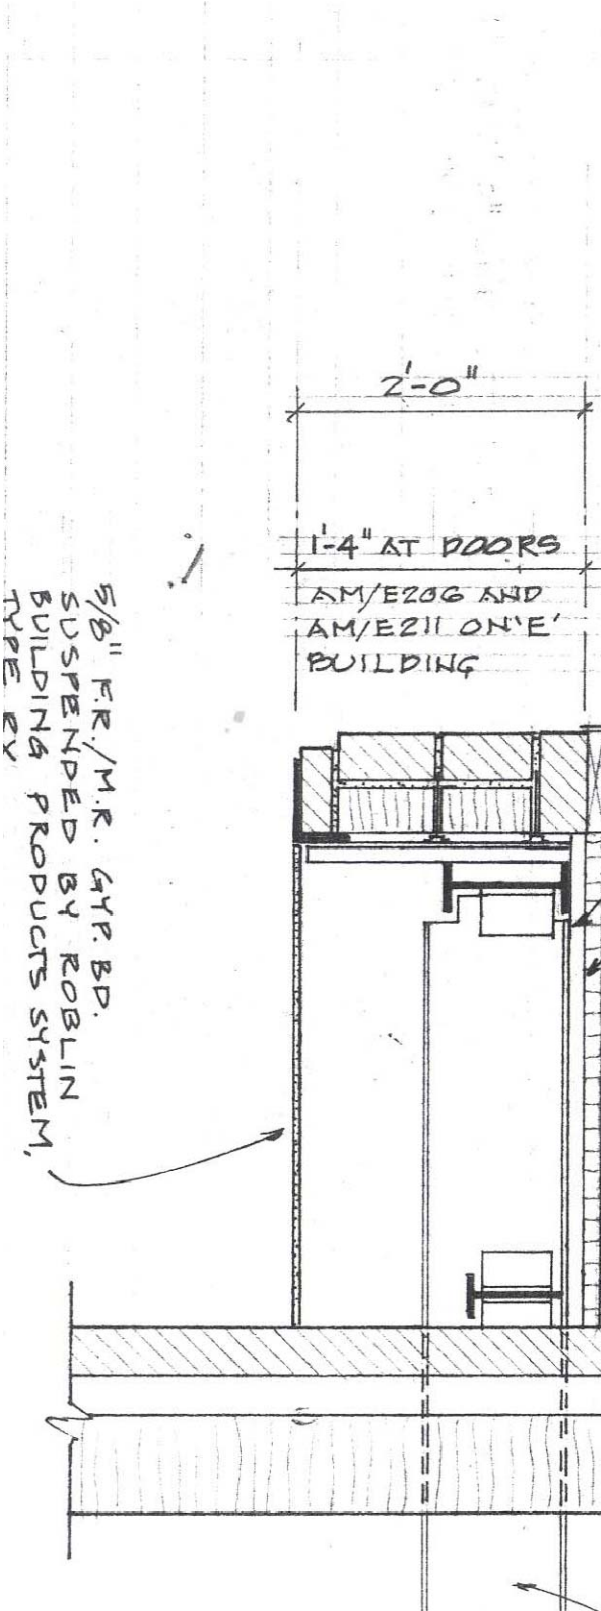 2'-0"
1'-4" AT DOORS
AM/E206 AND
AM/E211 ON 'E'
BUILDING
5/8" F.R./M.R. GYP. BD.
SUSPENDED BY ROBLIN
BUILDING PRODUCTS SYSTEM,
TYPE